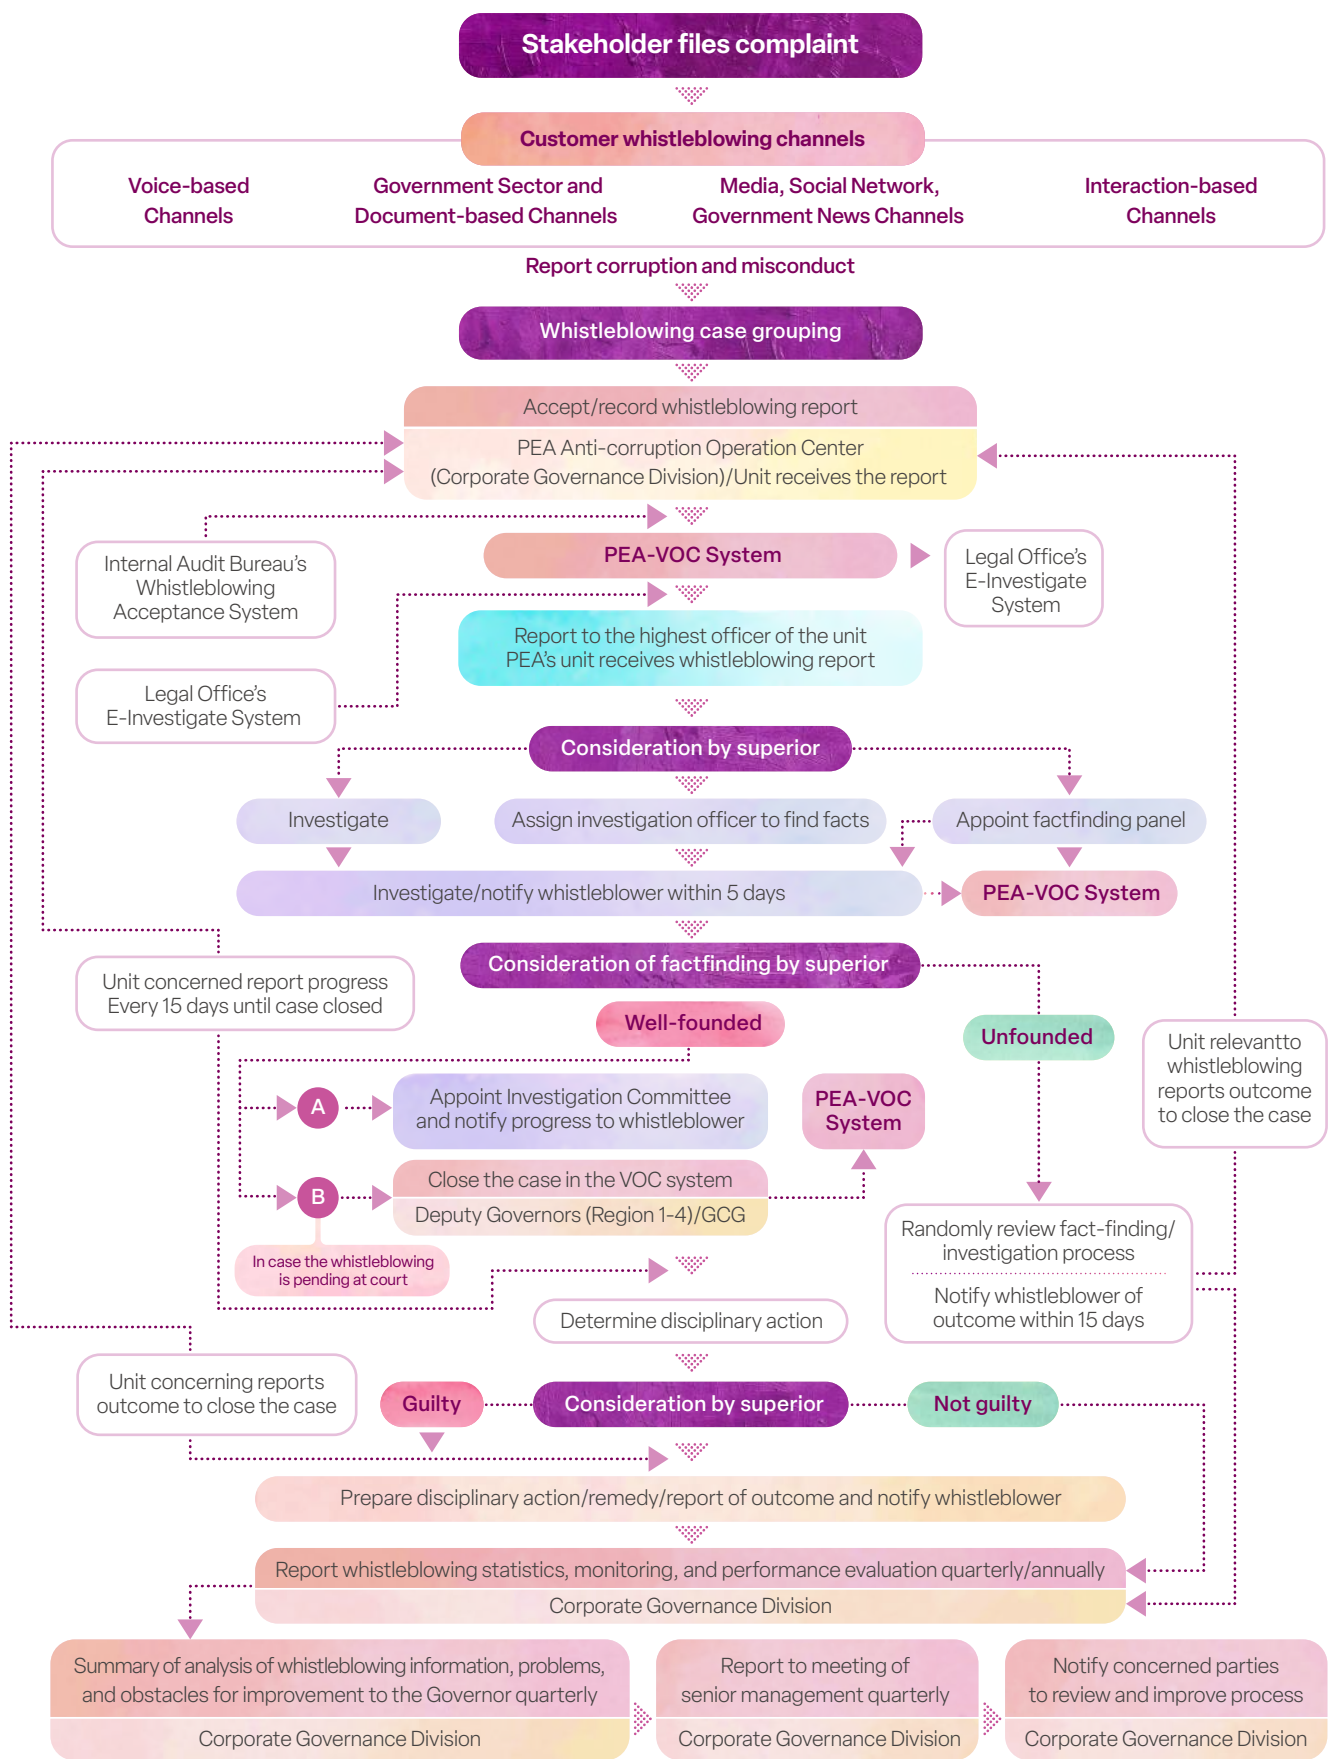 Stakeholder files complaint
Customer whistleblowing channels
Voice-based
Channels
Government Sector and
Document-based Channels
Media, Social Network,
Government News Channels
Interaction-based
Channels
Report corruption and misconduct
Whistleblowing case grouping
Accept/record whistleblowing report
PEA Anti-corruption Operation Center
(Corporate Governance Division)/Unit receives the report
Internal Audit Bureau's
Whistleblowing
Acceptance System
PEA-VOC System
Legal Office's
E-Investigate
System
Report to the highest officer of the unit
PEA's unit receives whistleblowing report
Legal Office's
E-Investigate System
Consideration by superior
Investigate
Assign investigation officer to find facts
Appoint factfinding panel
Investigate/notify whistleblower within 5 days
PEA-VOC System
Consideration of factfinding by superior
Unit concerned report progress
Every 15 days until case closed
Well-founded
Unfounded
Unit relevantto
whistleblowing
reports outcome
to close the case
A
Appoint Investigation Committee
and notify progress to whistleblower
PEA-VOC
System
B
Close the case in the VOC system
Deputy Governors (Region 1-4)/GCG
In case the whistleblowing
is pending at court
Randomly review fact-finding/
investigation process
Notify whistleblower of
outcome within 15 days
Determine disciplinary action
Unit concerning reports
outcome to close the case
Guilty
Consideration by superior
Not guilty
Prepare disciplinary action/remedy/report of outcome and notify whistleblower
Report whistleblowing statistics, monitoring, and performance evaluation quarterly/annually
Corporate Governance Division
Summary of analysis of whistleblowing information, problems,
and obstacles for improvement to the Governor quarterly
Corporate Governance Division
Report to meeting of
senior management quarterly
Corporate Governance Division
Notify concerned parties
to review and improve process
Corporate Governance Division